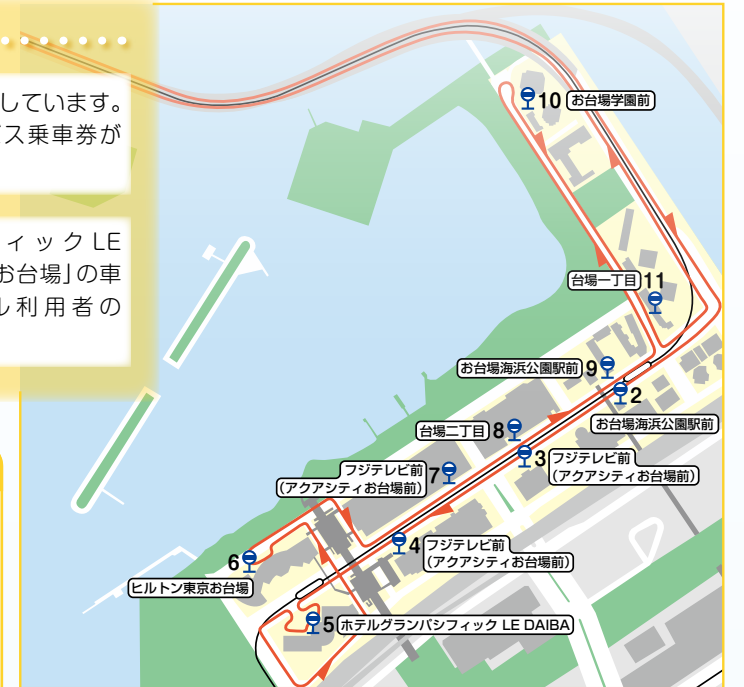 しています。
ス乗車券が
ィック LE
お台場」の車
ル利用者の
10 お台場学園前
台場一丁目 11
お台場海浜公園駅前 9
2
お台場海浜公園駅前
台場二丁目 8
3 フジテレビ前
(アクアシティお台場前)
フジテレビ前
(アクアシティお台場前) 7
4 フジテレビ前
(アクアシティお台場前)
6
ヒルトン東京お台場
5 ホテルグランパシフィック LE DAIBA